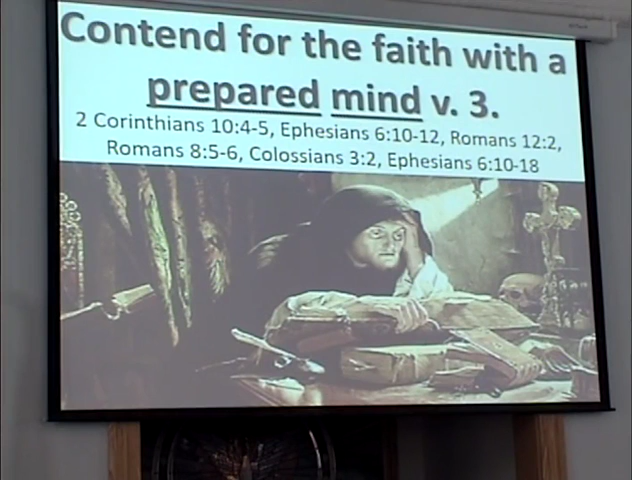 Contend for the faith with a
prepared mind v. 3.
2 Corinthians 10:4-5, Ephesians 6:10-12, Romans 12:2,
Romans 8:5-6, Colossians 3:2, Ephesians 6:10-18